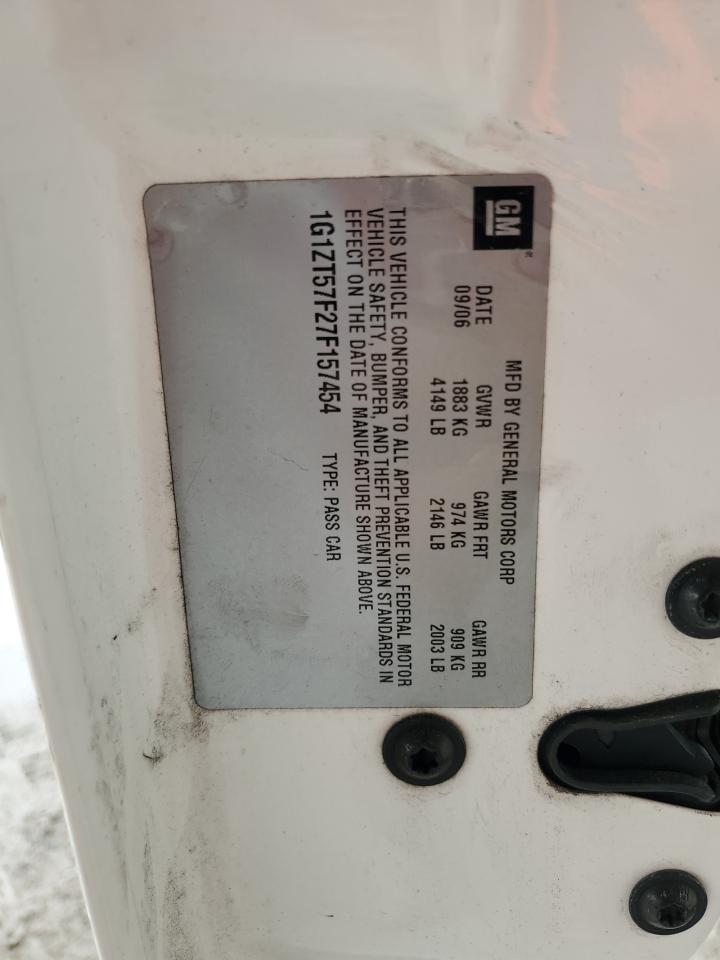 GM
MFD BY GENERAL MOTORS CORP
DATE GVWR GAWR FRT GAWR RR
09/06 1883 KG 974 KG 909 KG
4149 LB 2146 LB 2003 LB
THIS VEHICLE CONFORMS TO ALL APPLICABLE U.S. FEDERAL MOTOR
VEHICLE SAFETY, BUMPER, AND THEFT PREVENTION STANDARDS IN
EFFECT ON THE DATE OF MANUFACTURE SHOWN ABOVE.
1G1ZT57F27F157454 TYPE: PASS CAR